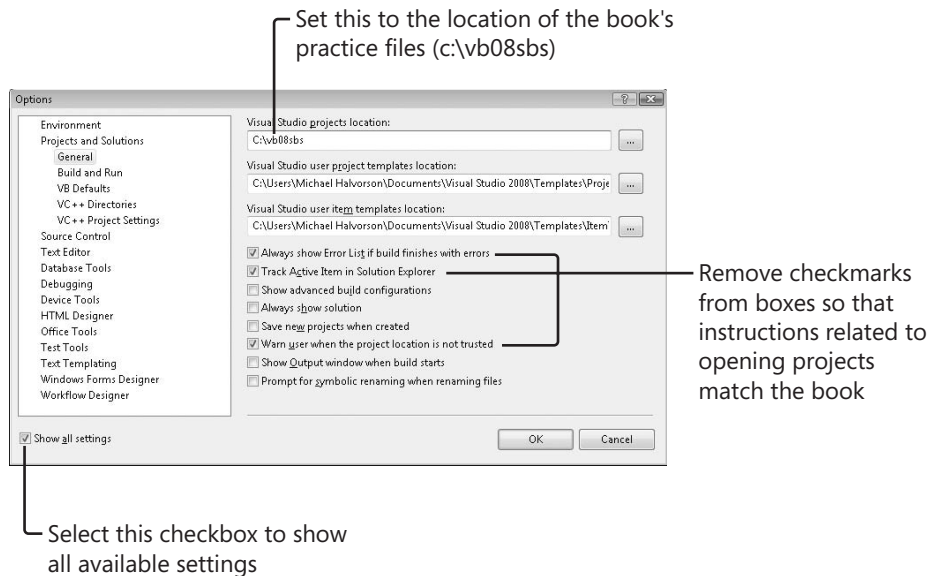 Set this to the location of the book's
practice files (c:\vb08sbs)
Options
Environment
Projects and Solutions
General
Build and Run
VB Defaults
VC++ Directories
VC++ Project Settings
Source Control
Text Editor
Database Tools
Debugging
Device Tools
HTML Designer
Office Tools
Test Tools
Text Templating
Windows Forms Designer
Workflow Designer
Visual Studio projects location:
C:\vb08sbs
...
Visual Studio user project templates location:
C:\Users\Michael Halvorson\Documents\Visual Studio 2008\Templates\Proje
...
Visual Studio user item templates location:
C:\Users\Michael Halvorson\Documents\Visual Studio 2008\Templates\Item
...
Always show Error List if build finishes with errors
Track Active Item in Solution Explorer
Show advanced build configurations
Always show solution
Save new projects when created
Warn user when the project location is not trusted
Show Output window when build starts
Prompt for symbolic renaming when renaming files
Remove checkmarks
from boxes so that
instructions related to
opening projects
match the book
Show all settings
OK
Cancel
Select this checkbox to show
all available settings